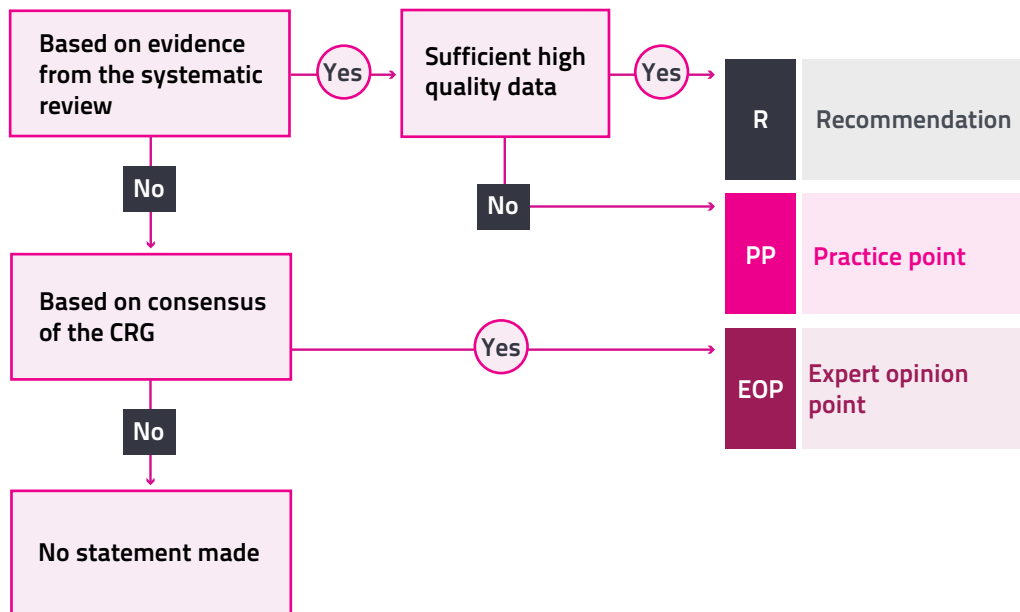 Based on evidence
from the systematic
review
Yes
Sufficient high
quality data
Yes
R
Recommendation
No
No
PP
Practice point
Based on consensus
of the CRG
Yes
EOP
Expert opinion
point
No
No statement made